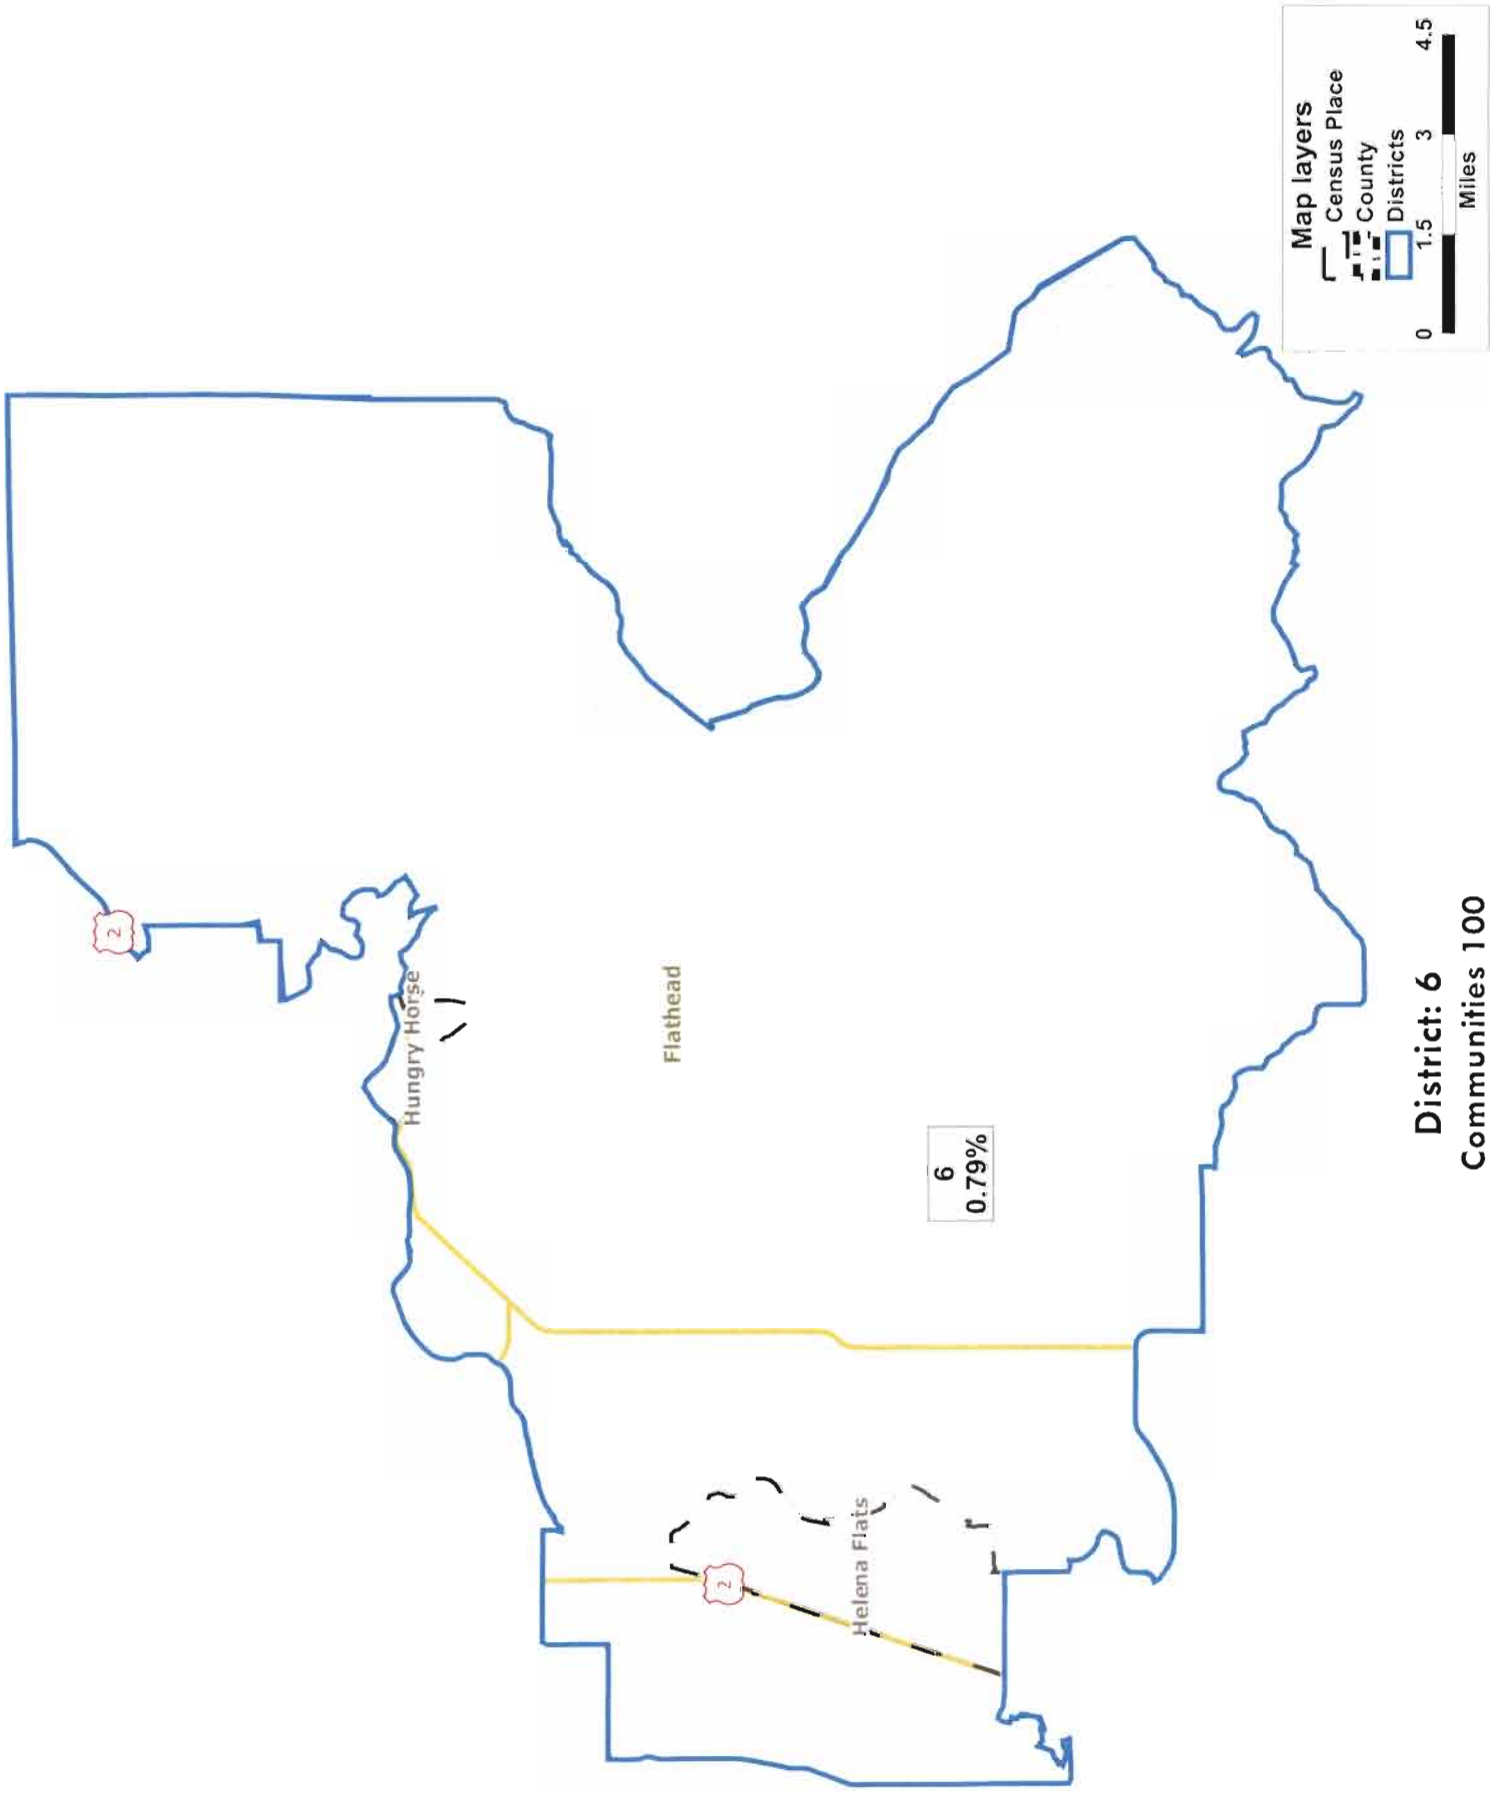 2
Hungry Horse
Flathead
6
0.79%
2
Helena Flats
Map layers
Census Place
County
Districts
0 1.5 3 4.5
Miles
District: 6
Communities 100